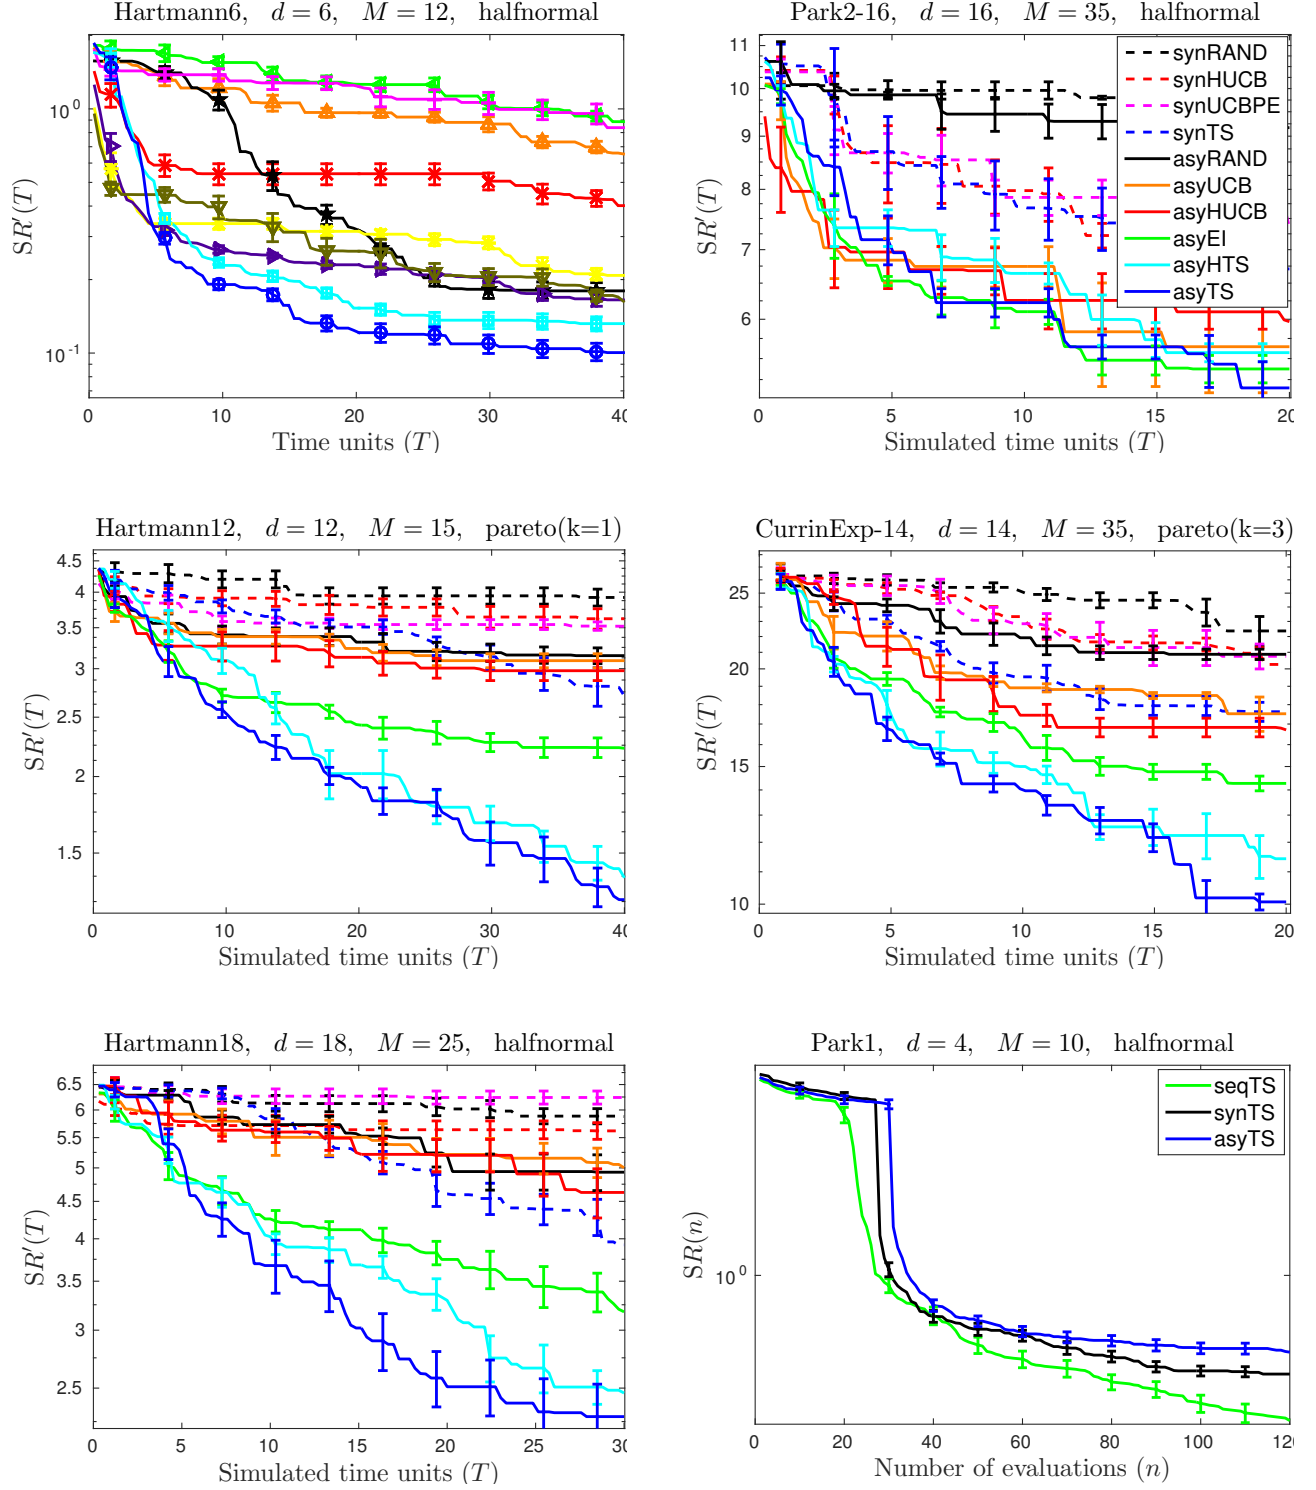 Hartmann6, d = 6, M = 12, halfnormal
SR′(T)
10^0
10^{-1}
0 10 20 30 40
Time units (T)
Park2-16, d = 16, M = 35, halfnormal
SR′(T)
11
10
9
8
7
6
0 5 10 15 20
Simulated time units (T)
synRAND
synHUCB
synUCBPE
synTS
asyRAND
asyUCB
asyHUCB
asyEI
asyHTS
asyTS
Hartmann12, d = 12, M = 15, pareto(k=1)
SR′(T)
4.5
4
3.5
3
2.5
2
1.5
0 10 20 30 40
Simulated time units (T)
CurrinExp-14, d = 14, M = 35, pareto(k=3)
SR′(T)
25
20
15
10
0 5 10 15 20
Simulated time units (T)
Hartmann18, d = 18, M = 25, halfnormal
SR′(T)
6.5
6
5.5
5
4.5
4
3.5
3
2.5
0 5 10 15 20 25 30
Simulated time units (T)
Park1, d = 4, M = 10, halfnormal
SR(n)
10^0
0 20 40 60 80 100 120
Number of evaluations (n)
seqTS
synTS
asyTS